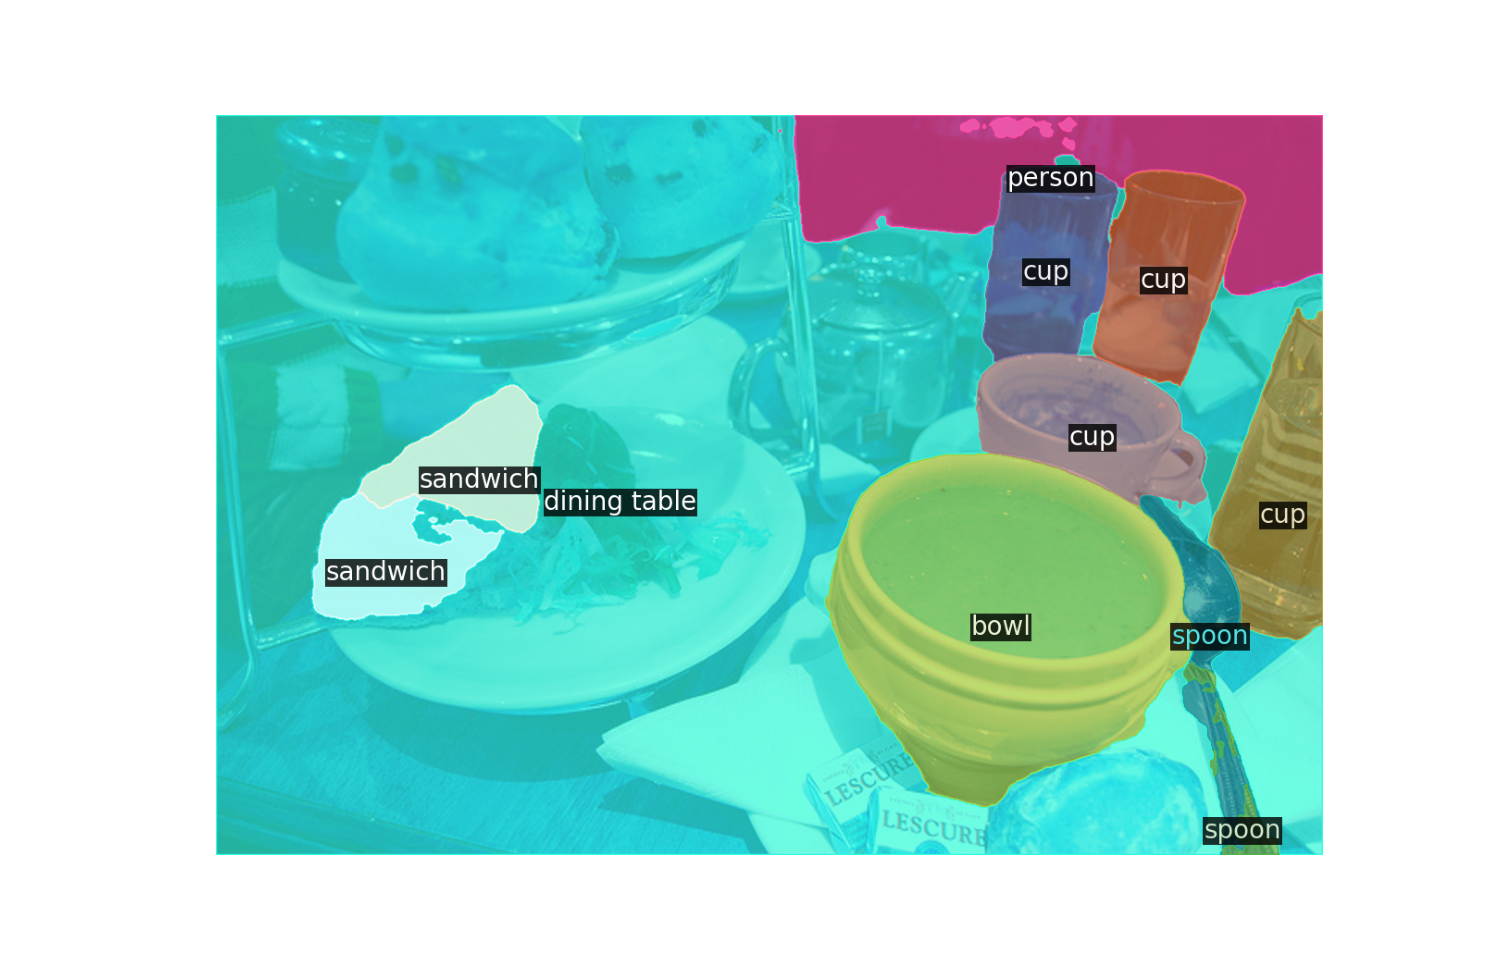 person
cup
cup
cup
sandwich
dining table
cup
sandwich
bowl
spoon
LESCURE
LESCURE
spoon